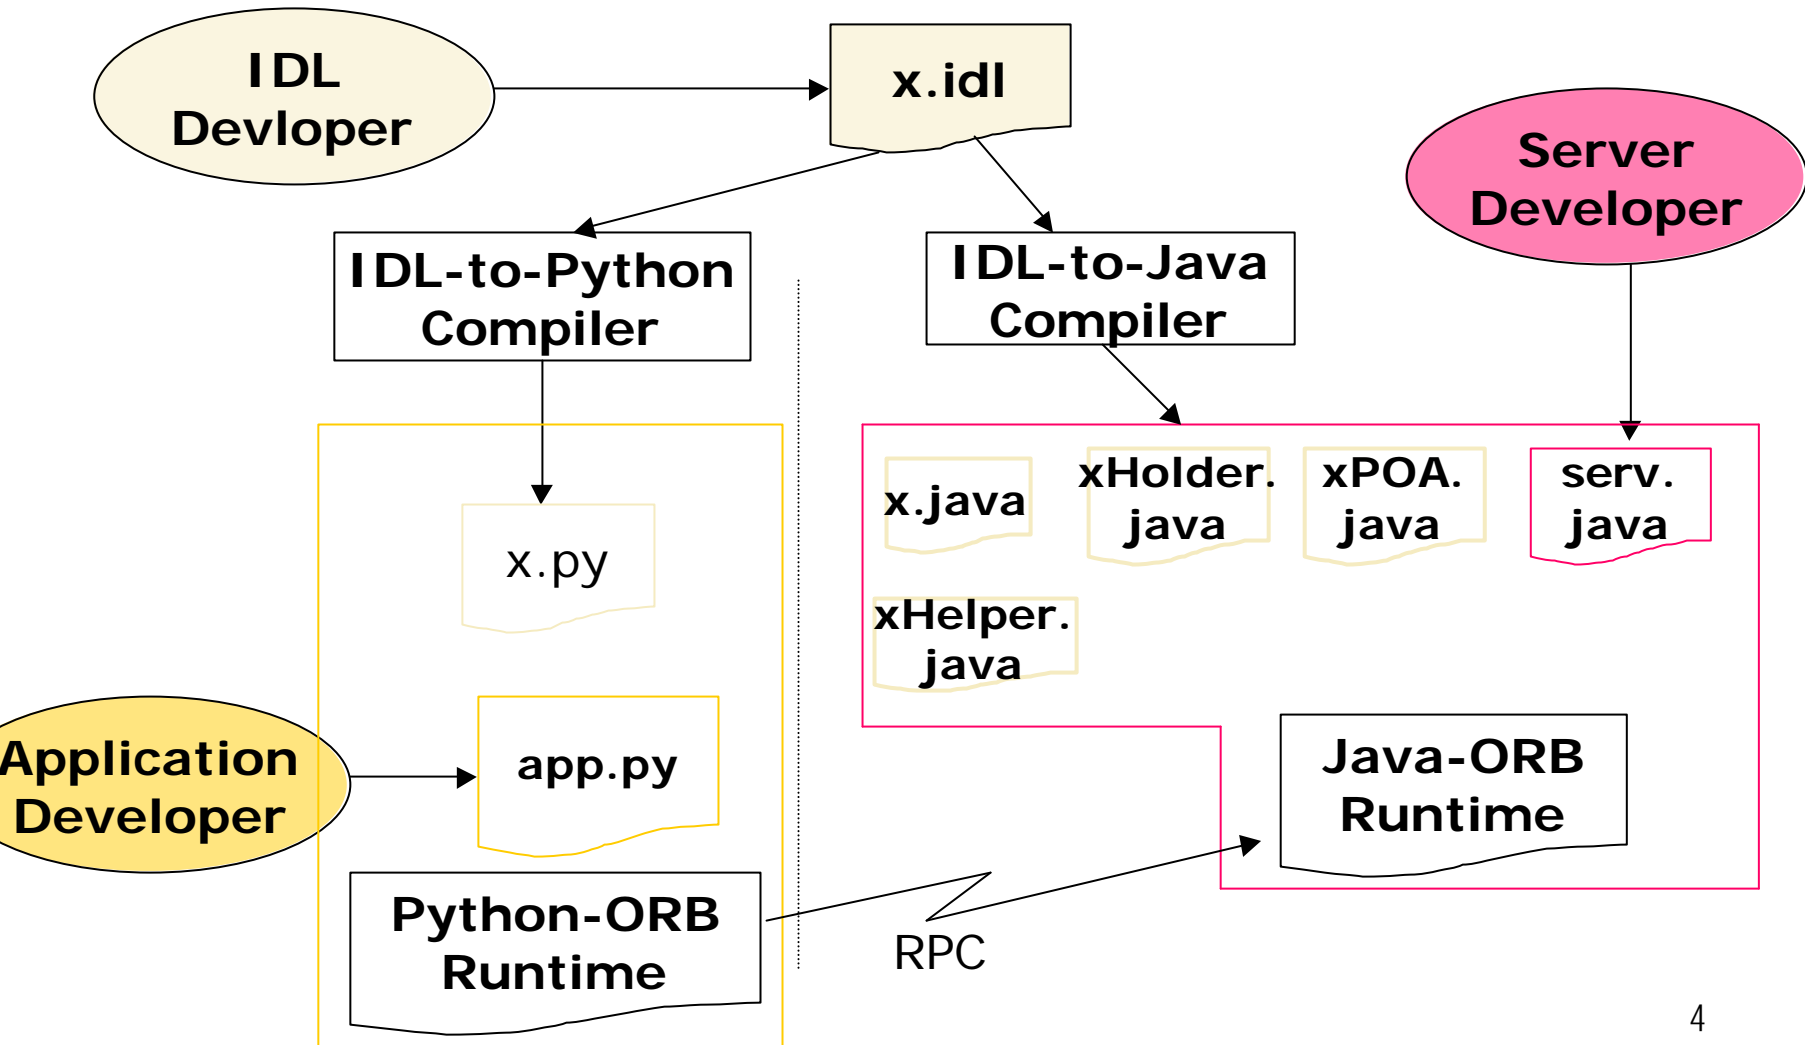 IDL
Devloper
x.idl
Server
Developer
IDL-to-Python
Compiler
IDL-to-Java
Compiler
x.java
xHolder.
java
xPOA.
java
serv.
java
x.py
xHelper.
java
Application
Developer
app.py
Java-ORB
Runtime
Python-ORB
Runtime
RPC
4